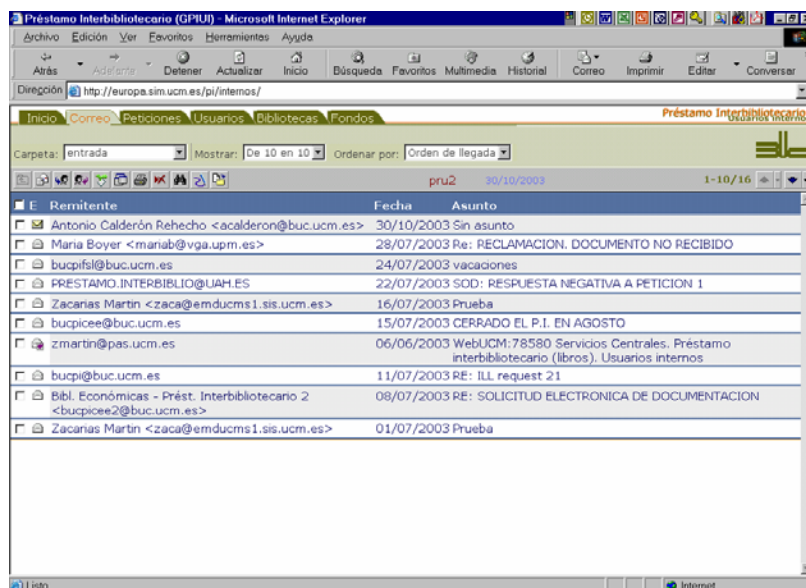 Préstamo Interbibliotecario (GPIUI) - Microsoft Internet Explorer
Archivo Edición Ver Favoritos Herramientas Ayuda
Atrás Adelante Detener Actualizar Inicio Búsqueda Favoritos Multimedia Historial Correo Imprimir Editar Conversar
Dirección http://europa.sim.ucm.es/pi/internos/
Inicio Correo Peticiones Usuarios Bibliotecas Fondos Préstamo Interbibliotecario
Usuarios internos
Carpeta: entrada Mostrar: De 10 en 10 Ordenar por: Orden de llegada
pru2 30/10/2003 1-10/16
E Remitente Fecha Asunto
Antonio Calderón Rehecho <acalderon@buc.ucm.es> 30/10/2003 Sin asunto
Maria Boyer <mariab@vga.upm.es> 28/07/2003 Re: RECLAMACION. DOCUMENTO NO RECIBIDO
bucpifsl@buc.ucm.es 24/07/2003 vacaciones
PRESTAMO.INTERBIBLIO@UAH.ES 22/07/2003 SOD: RESPUESTA NEGATIVA A PETICION 1
Zacarias Martin <zaca@emducms1.sis.ucm.es> 16/07/2003 Prueba
bucpicee@buc.ucm.es 15/07/2003 CERRADO EL P.I. EN AGOSTO
zmartin@pas.ucm.es 06/06/2003 WebUCM:78580 Servicios Centrales. Préstamo
interbibliotecario (libros). Usuarios internos
bucpi@buc.ucm.es 11/07/2003 RE: ILL request 21
Bibl. Económicas - Prést. Interbibliotecario 2 08/07/2003 RE: SOLICITUD ELECTRONICA DE DOCUMENTACION
<bucpicee2@buc.ucm.es>
Zacarias Martin <zaca@emducms1.sis.ucm.es> 01/07/2003 Prueba
Listo Internet